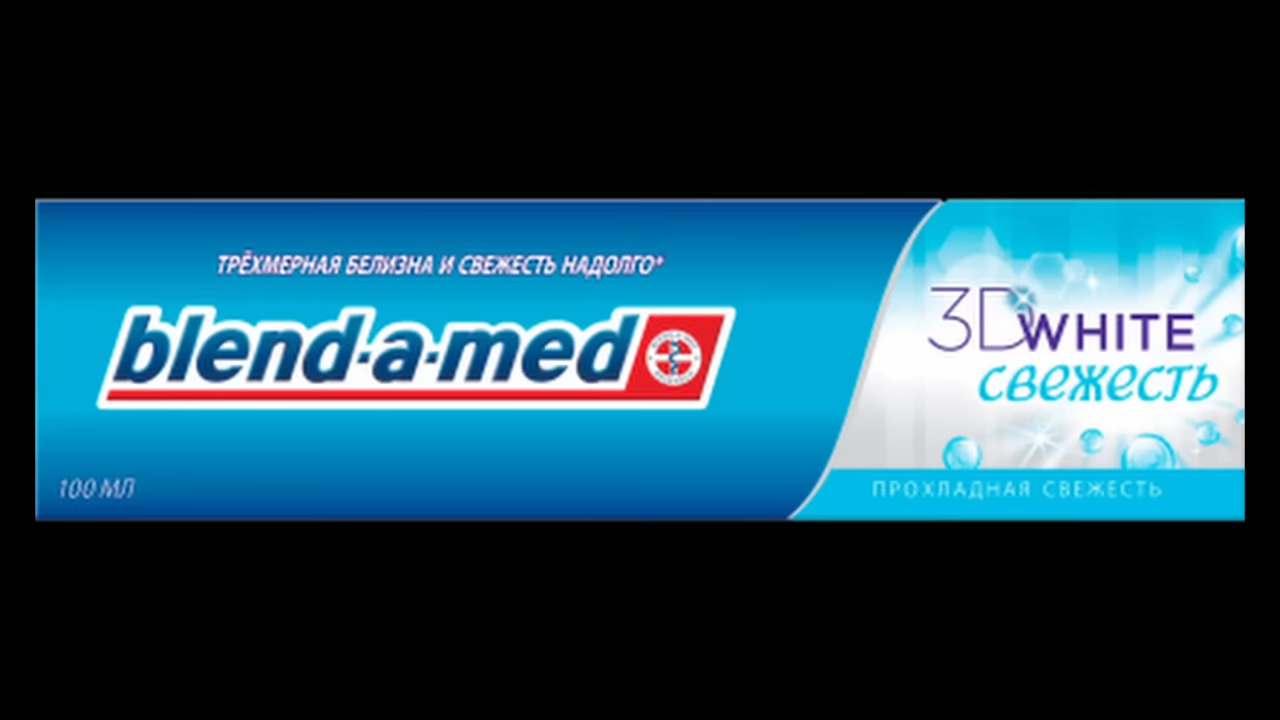 ТРЁХМЕРНАЯ БЕЛИЗНА И СВЕЖЕСТЬ НАДОЛГО*
blend-a-med
100 МЛ
3D WHITE
свежесть
ПРОХЛАДНАЯ СВЕЖЕСТЬ